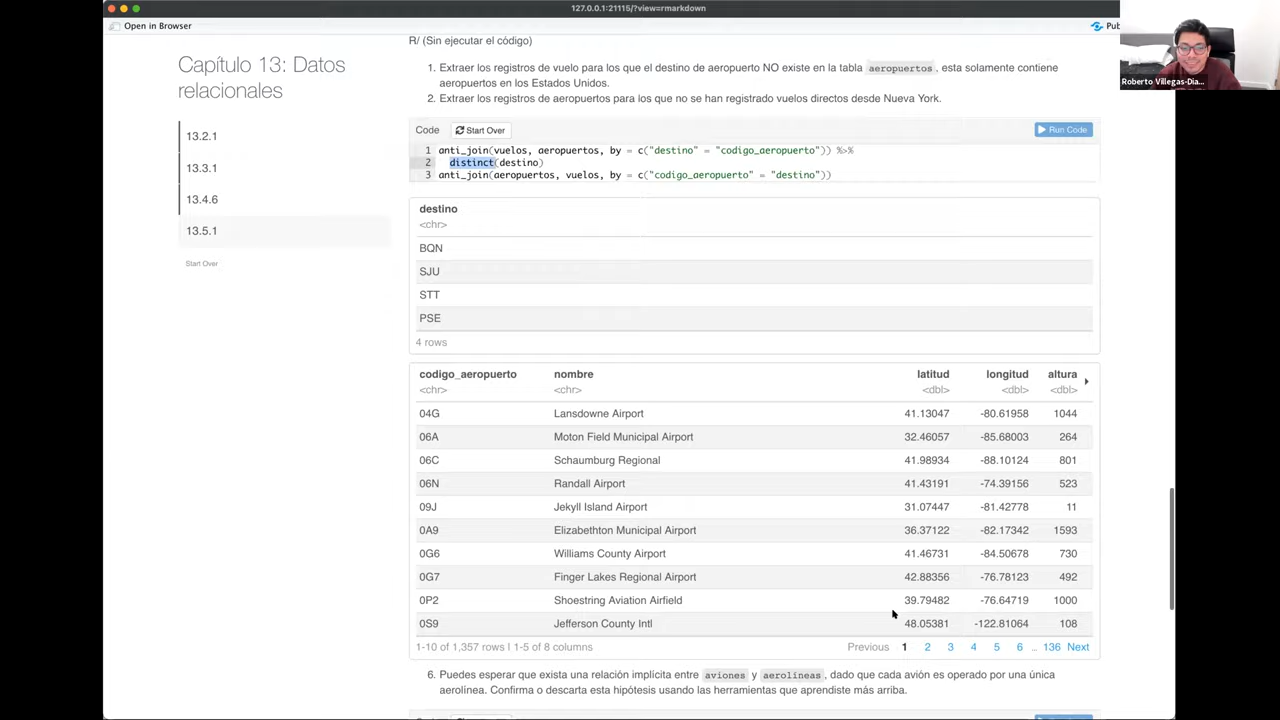 127.0.0.1:21115/?view=rmarkdown
Open in Browser
Roberto Villegas-Dia...
Capítulo 13: Datos
relacionales
13.2.1
13.3.1
13.4.6
13.5.1
Start Over
R/ (Sin ejecutar el código)
1. Extraer los registros de vuelo para los que el destino de aeropuerto NO existe en la tabla aeropuertos, esta solamente contiene
aeropuertos en los Estados Unidos.
2. Extraer los registros de aeropuertos para los que no se han registrado vuelos directos desde Nueva York.
Code Start Over Run Code
1 anti_join(vuelos, aeropuertos, by = c("destino" = "codigo_aeropuerto")) %>%
2 distinct(destino)
3 anti_join(aeropuertos, vuelos, by = c("codigo_aeropuerto" = "destino"))
destino
<chr>
BQN
SJU
STT
PSE
4 rows
codigo_aeropuerto nombre latitud longitud altura
<chr> <chr> <dbl> <dbl> <dbl>
04G Lansdowne Airport 41.13047 -80.61958 1044
06A Moton Field Municipal Airport 32.46057 -85.68003 264
06C Schaumburg Regional 41.98934 -88.10124 801
06N Randall Airport 41.43191 -74.39156 523
09J Jekyll Island Airport 31.07447 -81.42778 11
0A9 Elizabethton Municipal Airport 36.37122 -82.17342 1593
0G6 Williams County Airport 41.46731 -84.50678 730
0G7 Finger Lakes Regional Airport 42.88356 -76.78123 492
0P2 Shoestring Aviation Airfield 39.79482 -76.64719 1000
0S9 Jefferson County Intl 48.05381 -122.81064 108
1-10 of 1,357 rows | 1-5 of 8 columns Previous 1 2 3 4 5 6 ... 136 Next
6. Puedes esperar que exista una relación implícita entre aviones y aerolineas, dado que cada avión es operado por una única
aerolínea. Confirma o descarta esta hipótesis usando las herramientas que aprendiste más arriba.